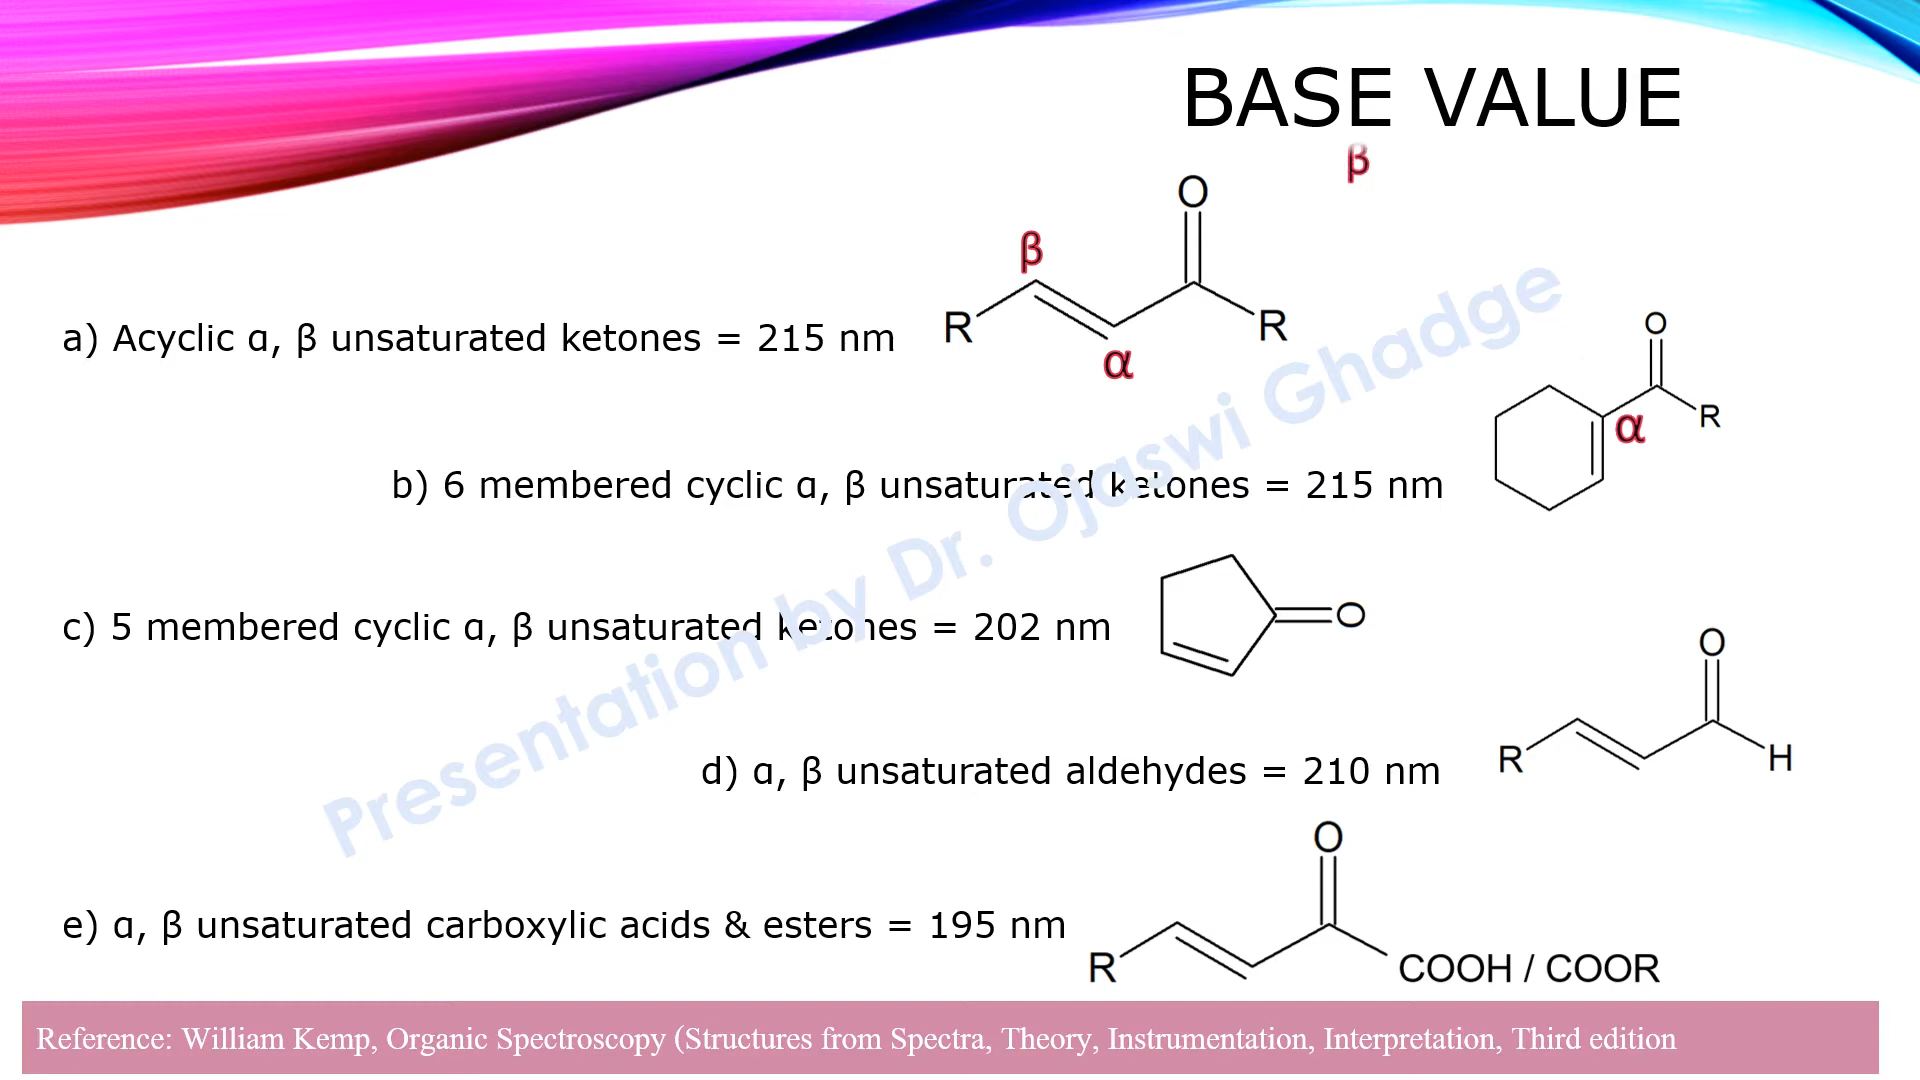 BASE VALUE
β
O
β
R
R
α
a) Acyclic α, β unsaturated ketones = 215 nm
O
α
R
b) 6 membered cyclic α, β unsaturated ketones = 215 nm
c) 5 membered cyclic α, β unsaturated ketones = 202 nm
O
O
R
H
d) α, β unsaturated aldehydes = 210 nm
O
e) α, β unsaturated carboxylic acids & esters = 195 nm
R
COOH / COOR
Presentation by Dr. Ojaswi Ghadge
Reference: William Kemp, Organic Spectroscopy (Structures from Spectra, Theory, Instrumentation, Interpretation, Third edition